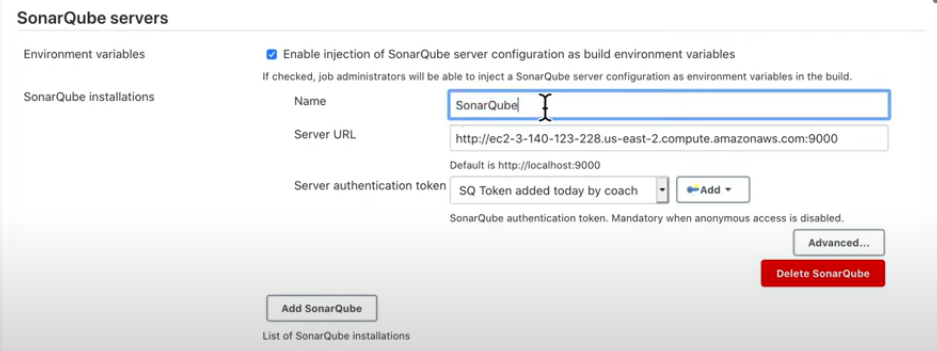 SonarQube servers
Environment variables
Enable injection of SonarQube server configuration as build environment variables
If checked, job administrators will be able to inject a SonarQube server configuration as environment variables in the build.
SonarQube installations
Name
SonarQube
Server URL
http://ec2-3-140-123-228.us-east-2.compute.amazonaws.com:9000
Default is http://localhost:9000
Server authentication token
SQ Token added today by coach
Add
SonarQube authentication token. Mandatory when anonymous access is disabled.
Advanced...
Delete SonarQube
Add SonarQube
List of SonarQube installations